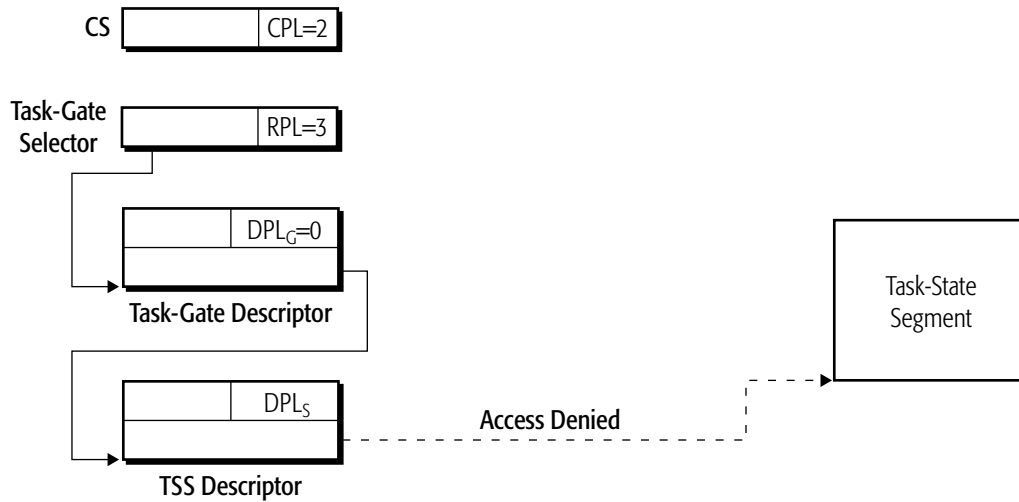 CS
CPL=2
Task-Gate
Selector
RPL=3
DPLG=0
Task-Gate Descriptor
Task-State
Segment
DPLS
Access Denied
TSS Descriptor